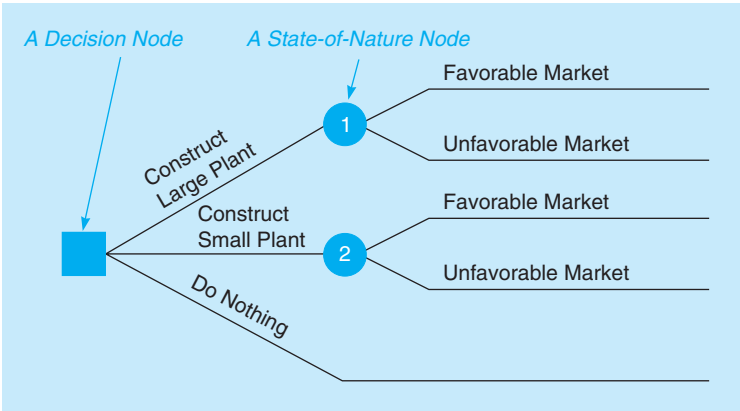 A Decision Node
A State-of-Nature Node
Favorable Market
1
Construct
Large Plant
Unfavorable Market
Favorable Market
Construct
Small Plant
2
Unfavorable Market
Do Nothing